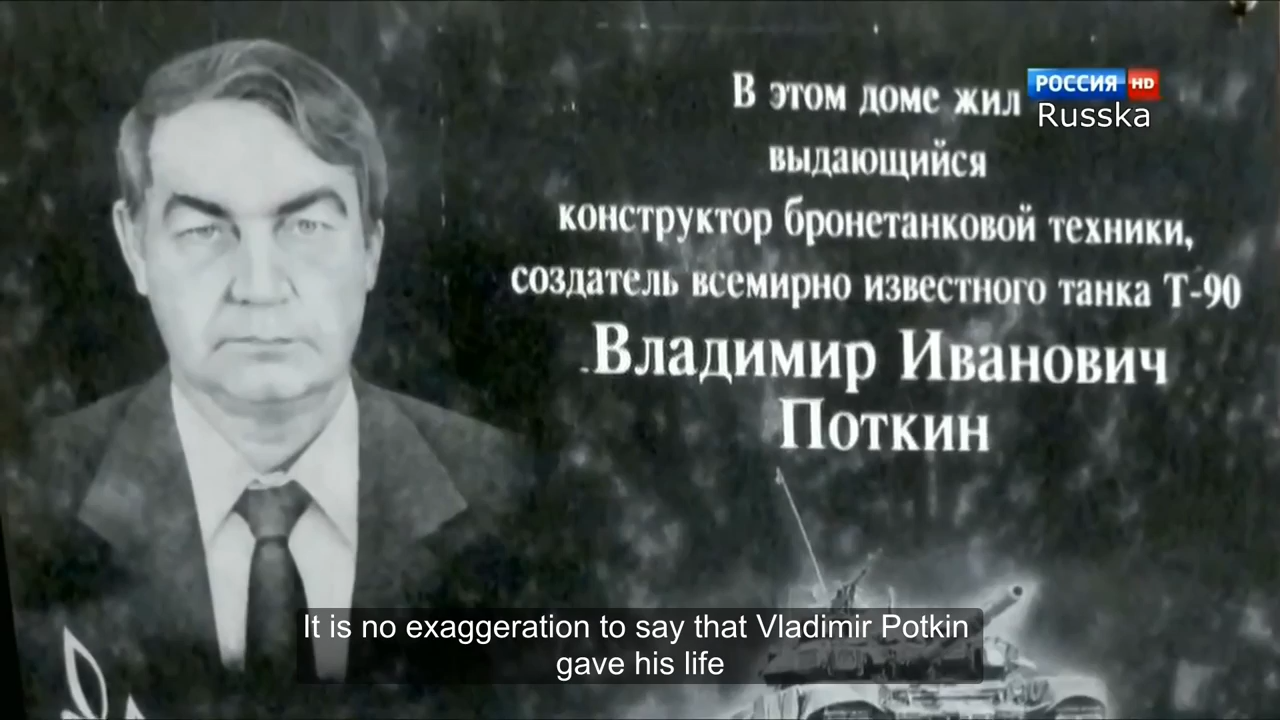 В этом доме жил
выдающийся
конструктор бронетанковой техники,
создатель всемирно известного танка Т-90
Владимир Иванович
Поткин
РОССИЯ HD
Russka
It is no exaggeration to say that Vladimir Potkin
gave his life